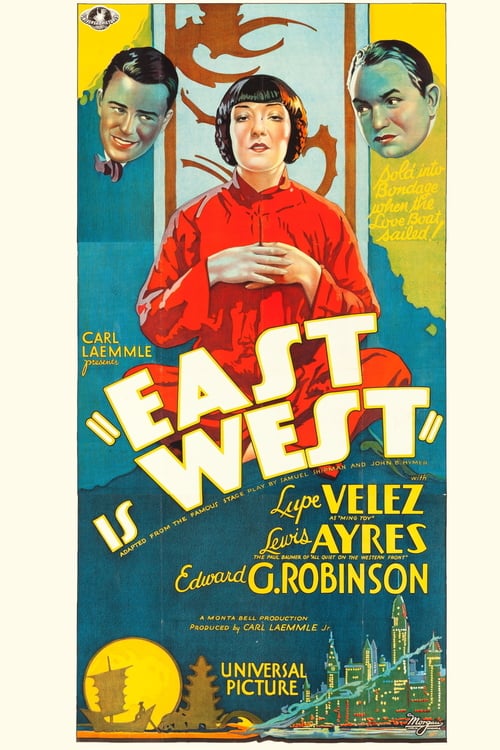 Sold into
Bondage
when the
Love Boat
sailed!
CARL
LAEMMLE
presents
"EAST
IS WEST"
ADAPTED FROM THE FAMOUS STAGE PLAY BY SAMUEL SHIPMAN AND JOHN B. HYMER
with
Lupe VELEZ
AS "MING TOY"
Lewis AYRES
THE PAUL BAUMER OF "ALL QUIET ON THE WESTERN FRONT"
Edward G. ROBINSON
A MONTA BELL PRODUCTION
PRODUCED by CARL LAEMMLE Jr.
UNIVERSAL
PICTURE
Morgan